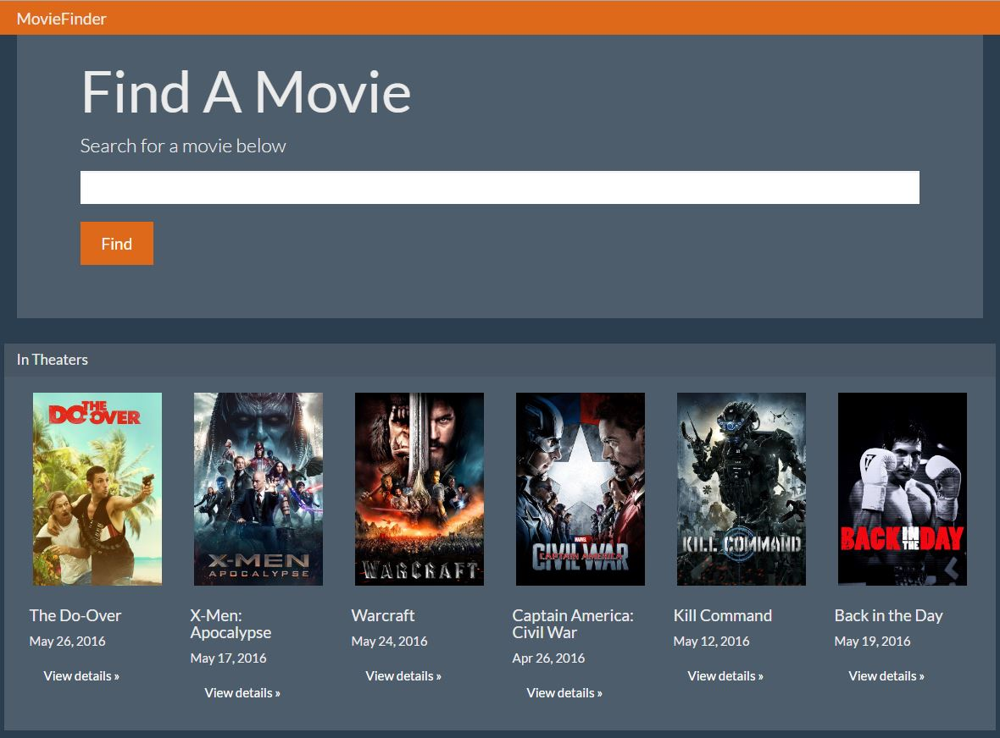 MovieFinder
Find A Movie
Search for a movie below
Find
In Theaters
THE
DO-OVER
X-MEN
APOCALYPSE
WARCRAFT
MARVEL
CIVIL WAR
CAPTAIN AMERICA
KILL COMMAND
BACK IN THE DAY
The Do-Over
May 26, 2016
View details »
X-Men:
Apocalypse
May 17, 2016
View details »
Warcraft
May 24, 2016
View details »
Captain America:
Civil War
Apr 26, 2016
View details »
Kill Command
May 12, 2016
View details »
Back in the Day
May 19, 2016
View details »